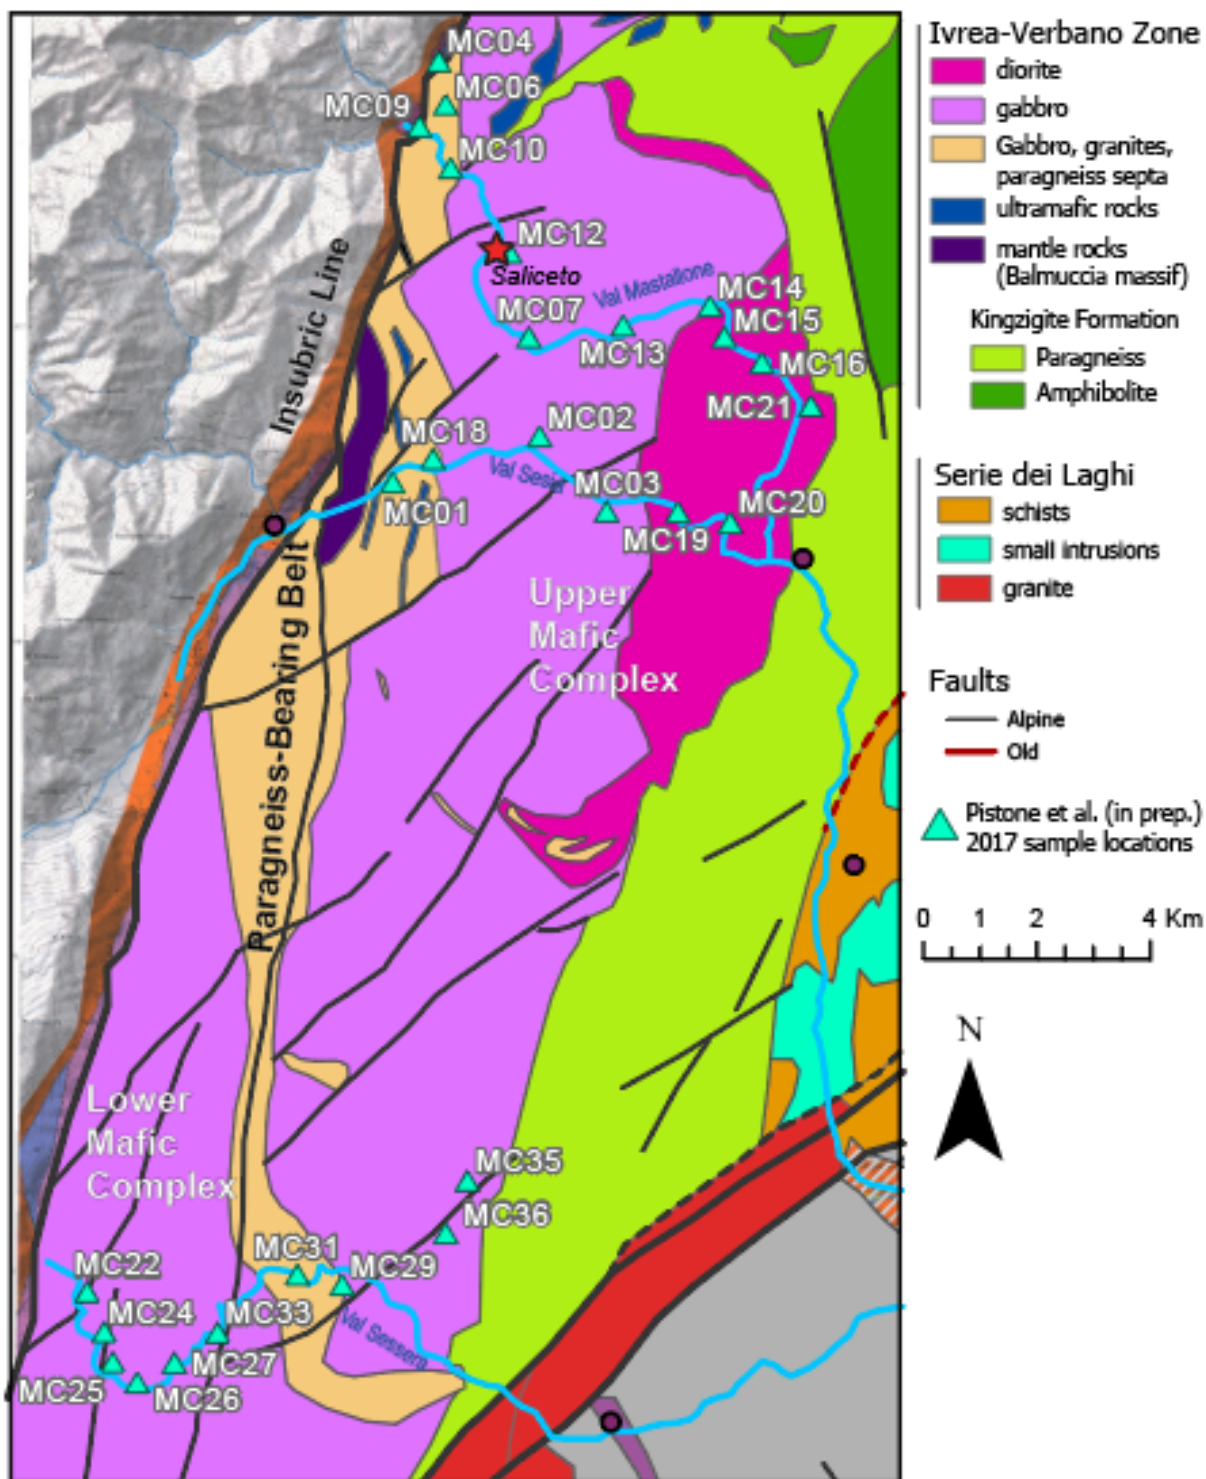 MC04
MC06
MC09
MC10
MC12
Saliceto
Insubric Line
Val Mastallone
MC14
MC07
MC15
MC13
MC16
MC21
MC02
MC18
Val Sesia
MC03
MC01
MC20
MC19
Upper
Mafic
Complex
Paragneiss-Bearing Belt
Lower
Mafic
Complex
MC35
MC36
MC31
MC22
MC29
MC24
MC33
Val Sessera
MC27
MC25
MC26
Ivrea-Verbano Zone
diorite
gabbro
Gabbro, granites,
paragneiss septa
ultramafic rocks
mantle rocks
(Balmuccia massif)
Kingzigite Formation
Paragneiss
Amphibolite
Serie dei Laghi
schists
small intrusions
granite
Faults
Alpine
Old
Pistone et al. (in prep.)
2017 sample locations
0 1 2 4 Km
N